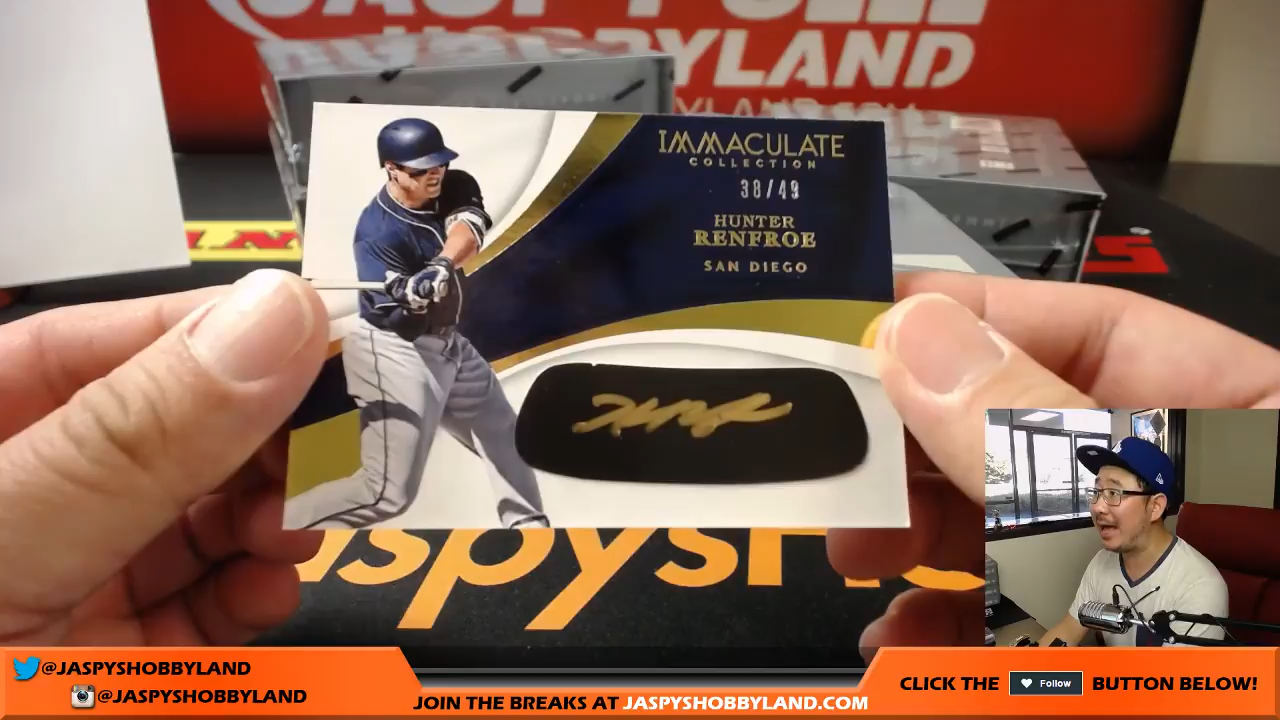 HOBBYLAND
IMMACULATE
COLLECTION
38/49
HUNTER
RENFROE
SAN DIEGO
@JASPYSHOBBYLAND
@JASPYSHOBBYLAND
JOIN THE BREAKS AT JASPYSHOBBYLAND.COM
CLICK THE Follow BUTTON BELOW!